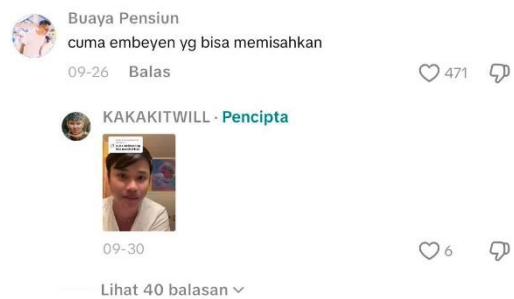 Buaya Pensiun
cuma embeyen yg bisa memisahkan
09-26 Balas 471
KAKAKITWILL · Pencipta
09-30 6
Lihat 40 balasan